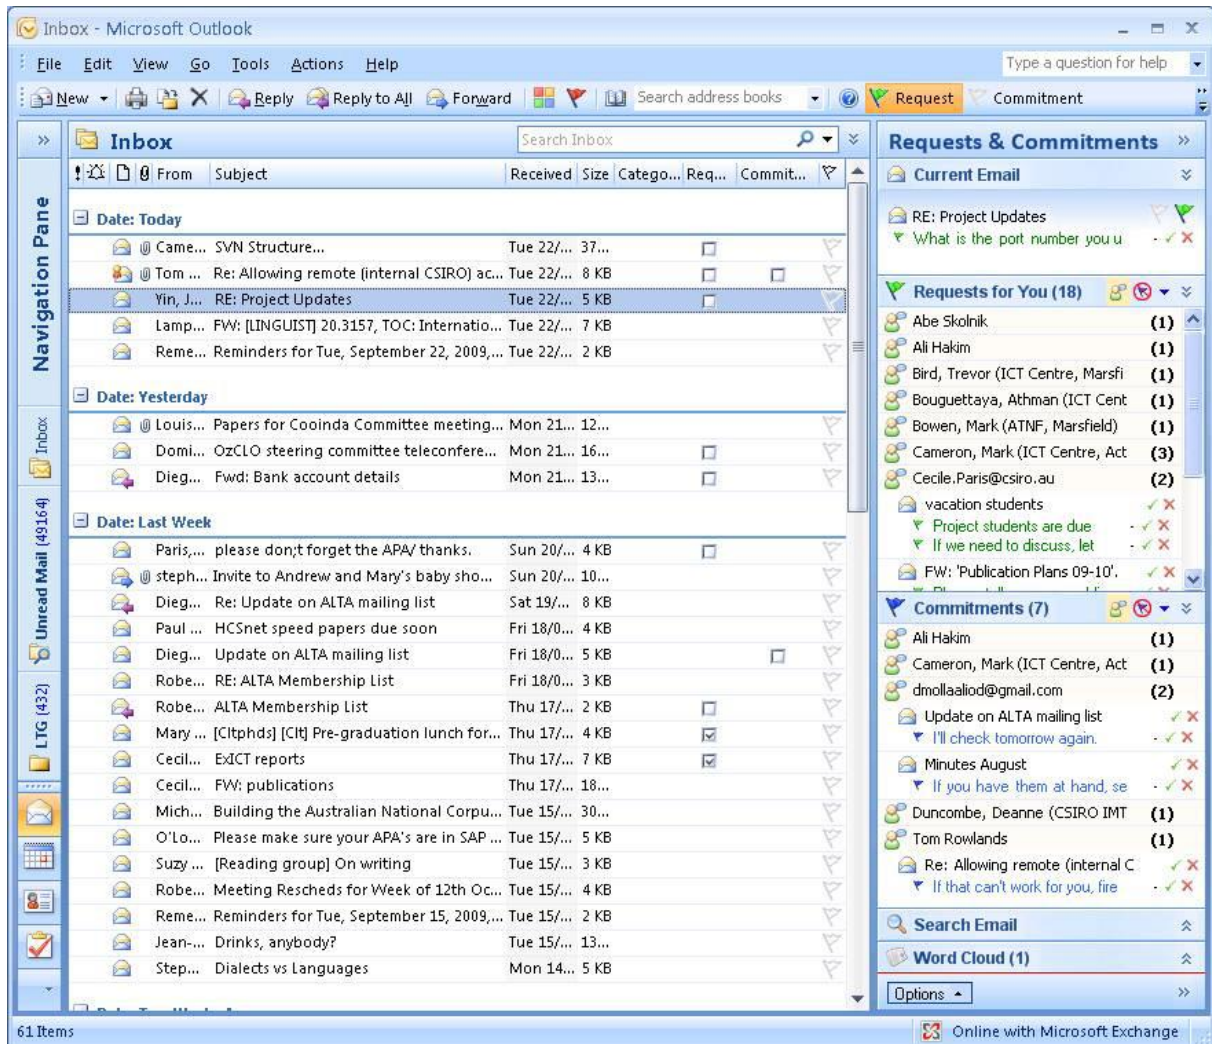 Inbox - Microsoft Outlook
File Edit View Go Tools Actions Help Type a question for help
New Reply Reply to All Forward Search address books Request Commitment
Navigation Pane
Inbox
Unread Mail (49164)
LTG (432)
Inbox Search Inbox
From Subject Received Size Catego... Req... Commit...
Date: Today
Came... SVN Structure... Tue 22/... 37...
Tom ... Re: Allowing remote (internal CSIRO) ac... Tue 22/... 8 KB
Yin, J... RE: Project Updates Tue 22/... 5 KB
Lamp... FW: [LINGUIST] 20.3157, TOC: Internatio... Tue 22/... 7 KB
Reme... Reminders for Tue, September 22, 2009,... Tue 22/... 2 KB
Date: Yesterday
Louis... Papers for Cooinda Committee meeting... Mon 21... 12...
Domi... OzCLO steering committee teleconfere... Mon 21... 16...
Dieg... Fwd: Bank account details Mon 21... 13...
Date: Last Week
Paris,... please don;t forget the APA/ thanks. Sun 20/... 4 KB
steph... Invite to Andrew and Mary's baby sho... Sun 20/... 10...
Dieg... Re: Update on ALTA mailing list Sat 19/... 8 KB
Paul ... HCSnet speed papers due soon Fri 18/0... 4 KB
Dieg... Update on ALTA mailing list Fri 18/0... 5 KB
Robe... RE: ALTA Membership List Fri 18/0... 3 KB
Robe... ALTA Membership List Thu 17/... 2 KB
Mary ... [Cltphds] [Clt] Pre-graduation lunch for... Thu 17/... 4 KB
Cecil... ExICT reports Thu 17/... 7 KB
Cecil... FW: publications Thu 17/... 18...
Mich... Building the Australian National Corpu... Tue 15/... 30...
O'Lo... Please make sure your APA's are in SAP ... Tue 15/... 5 KB
Suzy ... [Reading group] On writing Tue 15/... 3 KB
Robe... Meeting Rescheds for Week of 12th Oc... Tue 15/... 4 KB
Reme... Reminders for Tue, September 15, 2009,... Tue 15/... 2 KB
Jean-... Drinks, anybody? Tue 15/... 13...
Step... Dialects vs Languages Mon 14... 5 KB
Requests & Commitments
Current Email
RE: Project Updates
What is the port number you u
Requests for You (18)
Abe Skolnik (1)
Ali Hakim (1)
Bird, Trevor (ICT Centre, Marsfi (1)
Bouguettaya, Athman (ICT Cent (1)
Bowen, Mark (ATNF, Marsfield) (1)
Cameron, Mark (ICT Centre, Act (3)
Cecile.Paris@csiro.au (2)
vacation students
Project students are due
If we need to discuss, let
FW: 'Publication Plans 09-10'.
Commitments (7)
Ali Hakim (1)
Cameron, Mark (ICT Centre, Act (1)
dmollaaliod@gmail.com (2)
Update on ALTA mailing list
I'll check tomorrow again.
Minutes August
If you have them at hand, se
Duncombe, Deanne (CSIRO IMT (1)
Tom Rowlands (1)
Re: Allowing remote (internal C
If that can't work for you, fire
Search Email
Word Cloud (1)
Options
61 Items Online with Microsoft Exchange